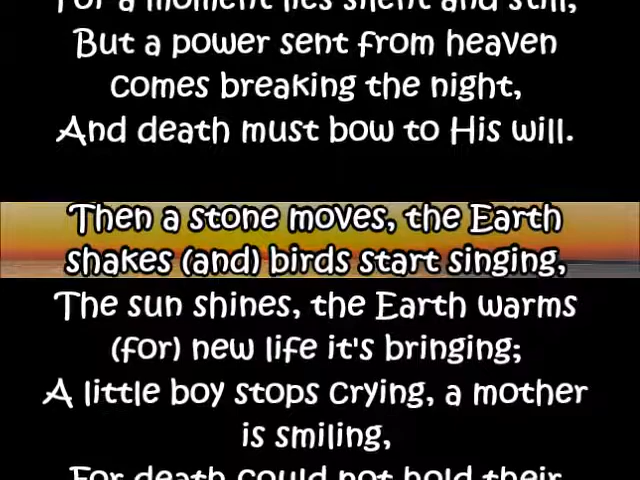 For a moment lies silent and still,
But a power sent from heaven
comes breaking the night,
And death must bow to His will.
Then a stone moves, the Earth
shakes (and) birds start singing,
The sun shines, the Earth warms
(for) new life it's bringing;
A little boy stops crying, a mother
is smiling,
For death could not hold their